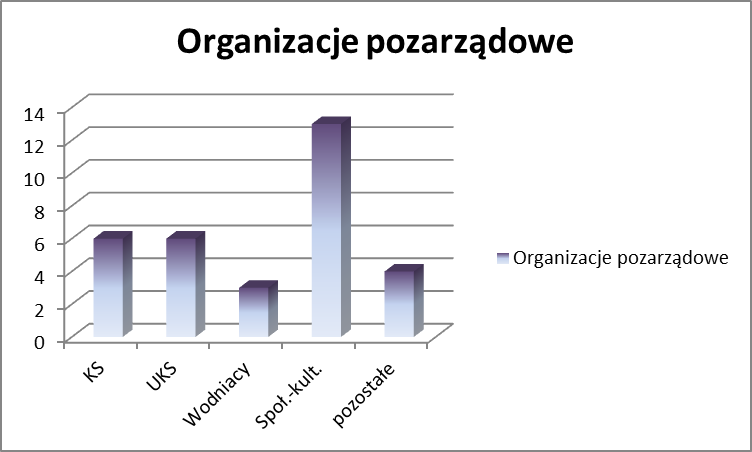 Organizacje pozarządowe
14
12
10
8
6
4
2
0
KS
UKS
Wodniacy
Społ.-kult.
pozostałe
Organizacje pozarządowe